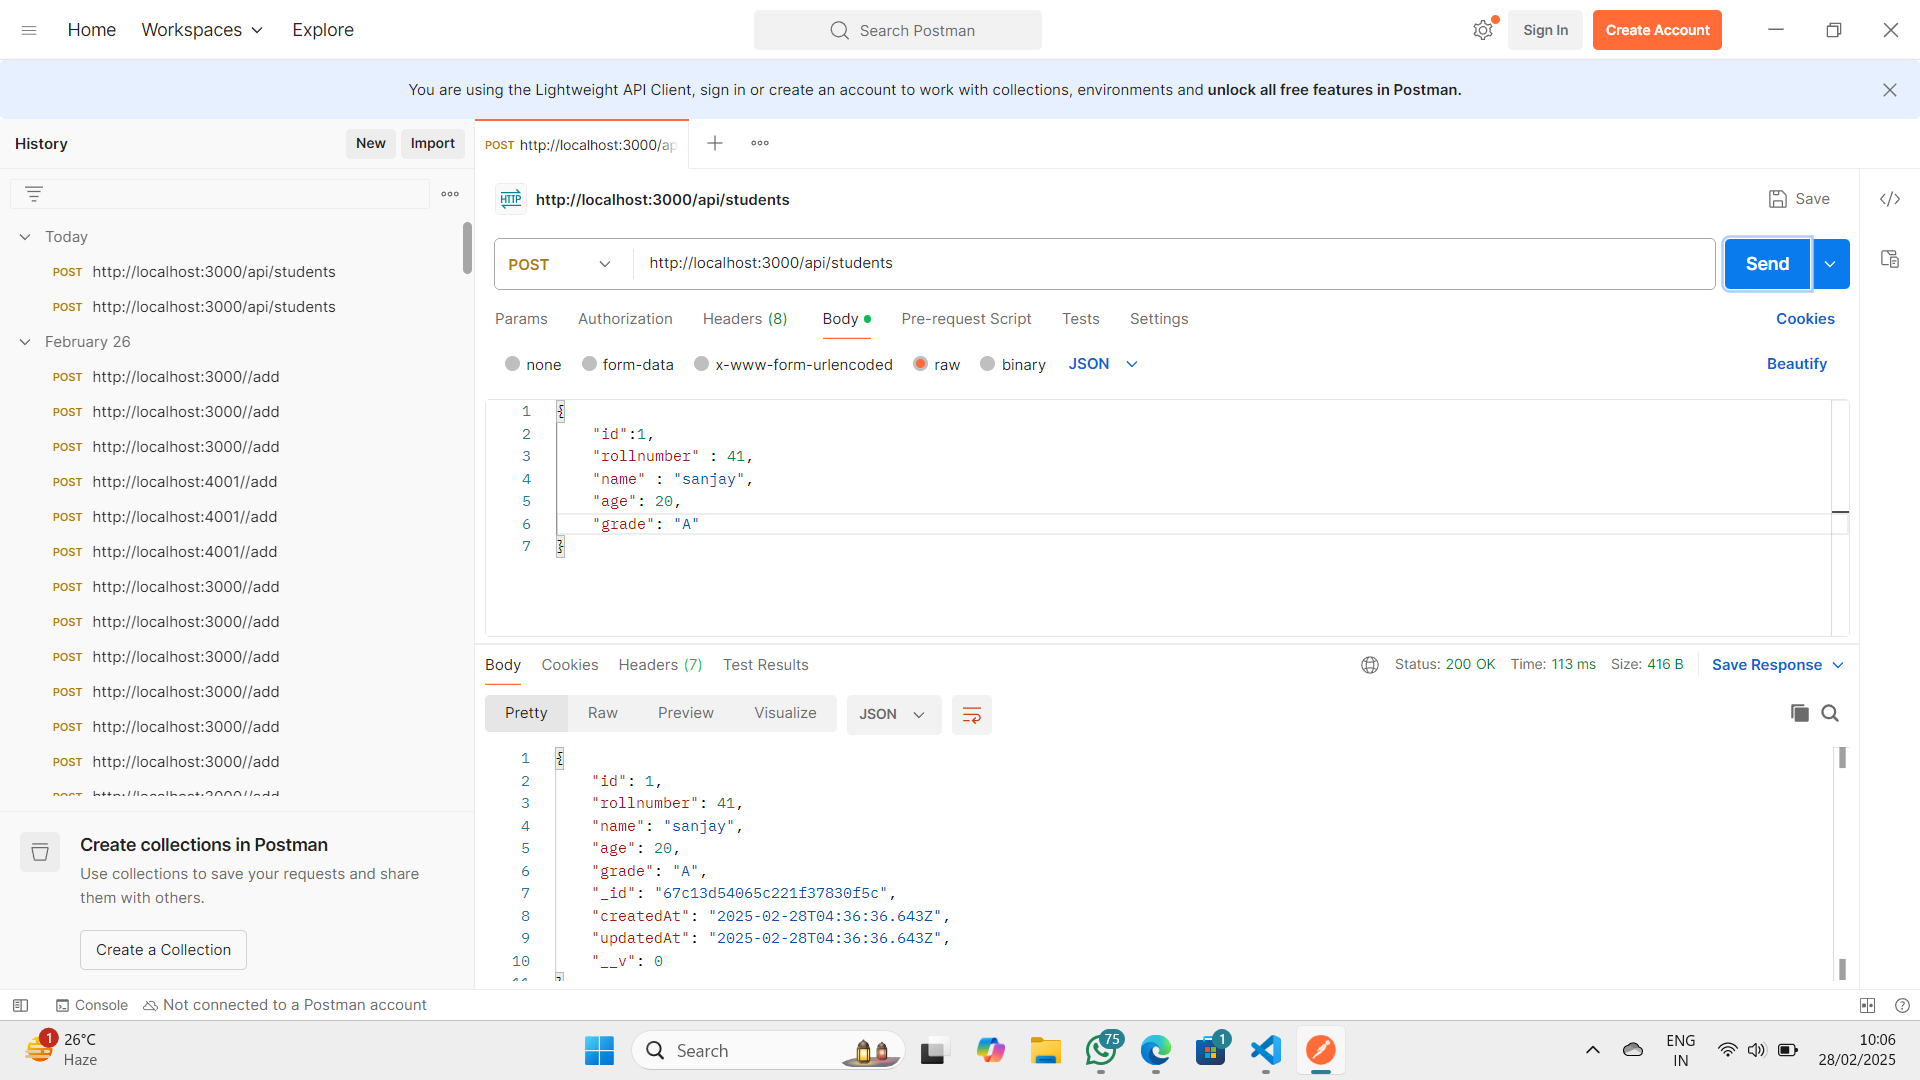 Home
Workspaces
Explore
Search Postman
Sign In
Create Account
You are using the Lightweight API Client, sign in or create an account to work with collections, environments and unlock all free features in Postman.
History
New
Import
Today
POST http://localhost:3000/api/students
POST http://localhost:3000/api/students
February 26
POST http://localhost:3000//add
POST http://localhost:3000//add
POST http://localhost:3000//add
POST http://localhost:4001//add
POST http://localhost:4001//add
POST http://localhost:4001//add
POST http://localhost:3000//add
POST http://localhost:3000//add
POST http://localhost:3000//add
POST http://localhost:3000//add
POST http://localhost:3000//add
POST http://localhost:3000//add
POST http://localhost:3000//add
Create collections in Postman
Use collections to save your requests and share
them with others.
Create a Collection
POST http://localhost:3000/ap
HTTP http://localhost:3000/api/students
Save
POST
http://localhost:3000/api/students
Send
Params
Authorization
Headers (8)
Body
Pre-request Script
Tests
Settings
Cookies
none
form-data
x-www-form-urlencoded
raw
binary
JSON
Beautify
1 {
2 "id":1,
3 "rollnumber" : 41,
4 "name" : "sanjay",
5 "age": 20,
6 "grade": "A"
7 }
Body
Cookies
Headers (7)
Test Results
Status: 200 OK
Time: 113 ms
Size: 416 B
Save Response
Pretty
Raw
Preview
Visualize
JSON
1 {
2 "id": 1,
3 "rollnumber": 41,
4 "name": "sanjay",
5 "age": 20,
6 "grade": "A",
7 "_id": "67c13d54065c221f37830f5c",
8 "createdAt": "2025-02-28T04:36:36.643Z",
9 "updatedAt": "2025-02-28T04:36:36.643Z",
10 "__v": 0
11 }
Console
Not connected to a Postman account
1
26°C
Haze
Search
75
1
ENG
IN
10:06
28/02/2025